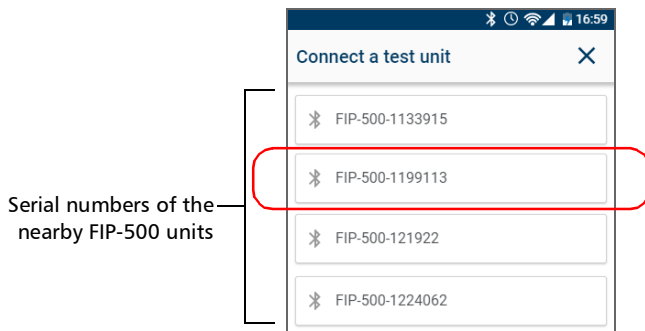 16:59
Connect a test unit
FIP-500-1133915
FIP-500-1199113
Serial numbers of the
nearby FIP-500 units
FIP-500-121922
FIP-500-1224062